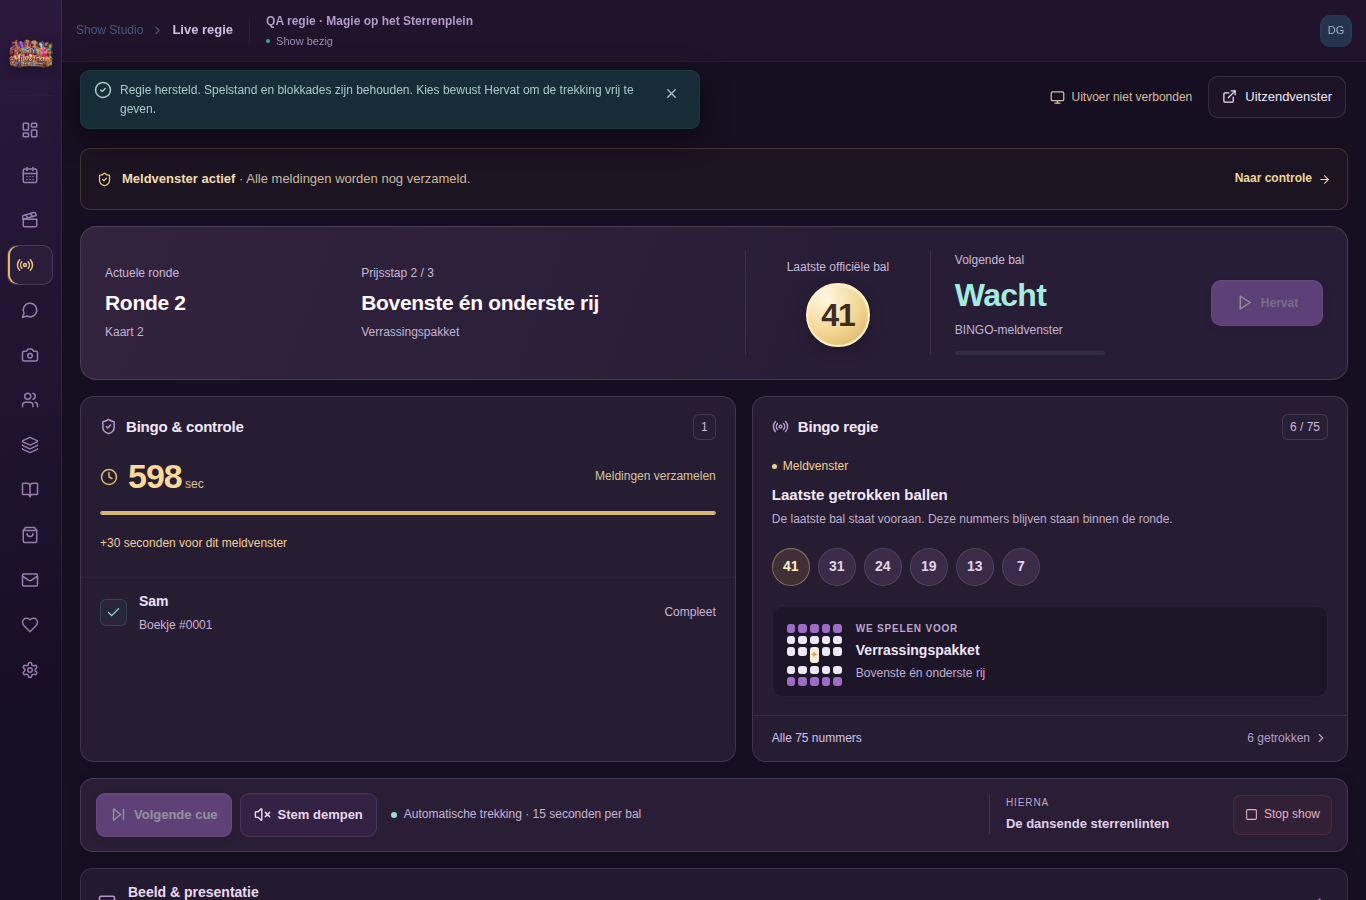 Show Studio
Live regie
QA regie · Magie op het Sterrenplein
Show bezig
DG
Regie hersteld. Spelstand en blokkades zijn behouden. Kies bewust Hervat om de trekking vrij te
geven.
Uitvoer niet verbonden
Uitzendvenster
Meldvenster actief · Alle meldingen worden nog verzameld.
Naar controle
Actuele ronde
Ronde 2
Kaart 2
Prijsstap 2 / 3
Bovenste én onderste rij
Verrassingspakket
Laatste officiële bal
41
Volgende bal
Wacht
BINGO-meldvenster
Hervat
Bingo & controle
1
598 sec
Meldingen verzamelen
+30 seconden voor dit meldvenster
Sam
Boekje #0001
Compleet
Bingo regie
6 / 75
Meldvenster
Laatste getrokken ballen
De laatste bal staat vooraan. Deze nummers blijven staan binnen de ronde.
41 31 24 19 13 7
WE SPELEN VOOR
Verrassingspakket
Bovenste én onderste rij
Alle 75 nummers
6 getrokken
Volgende cue
Stem dempen
Automatische trekking · 15 seconden per bal
HIERNA
De dansende sterrenlinten
Stop show
Beeld & presentatie